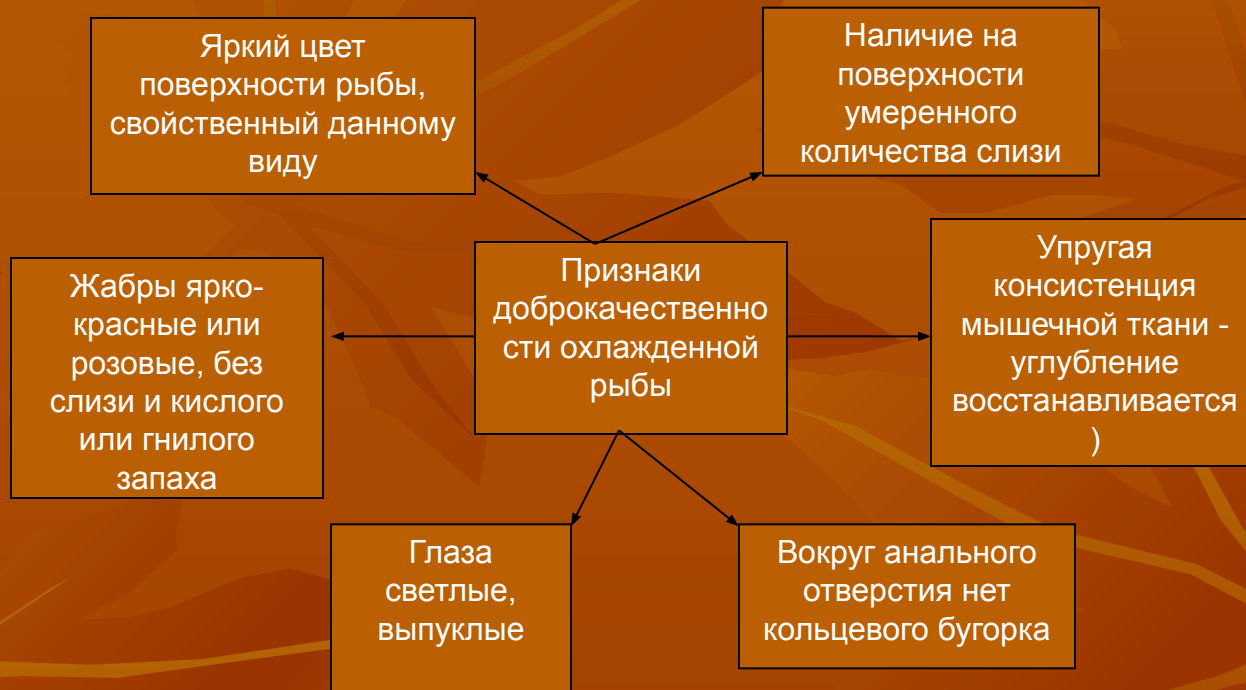 Яркий цвет
поверхности рыбы,
свойственный данному
виду
Наличие на
поверхности
умеренного
количества слизи
Жабры ярко-
красные или
розовые, без
слизи и кислого
или гнилого
запаха
Признаки
доброкачественно
сти охлажденной
рыбы
Упругая
консистенция
мышечной ткани -
углубление
восстанавливается
)
Глаза
светлые,
выпуклые
Вокруг анального
отверстия нет
кольцевого бугорка